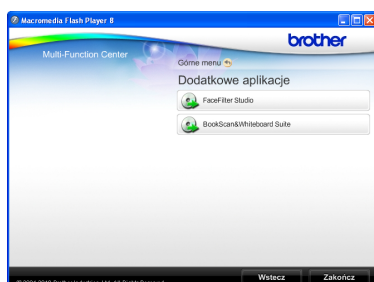 Macromedia Flash Player 8
brother
Multi-Function Center
Górne menu
Dodatkowe aplikacje
FaceFilter Studio
BookScan&Whiteboard Suite
Wstecz
Zakończ